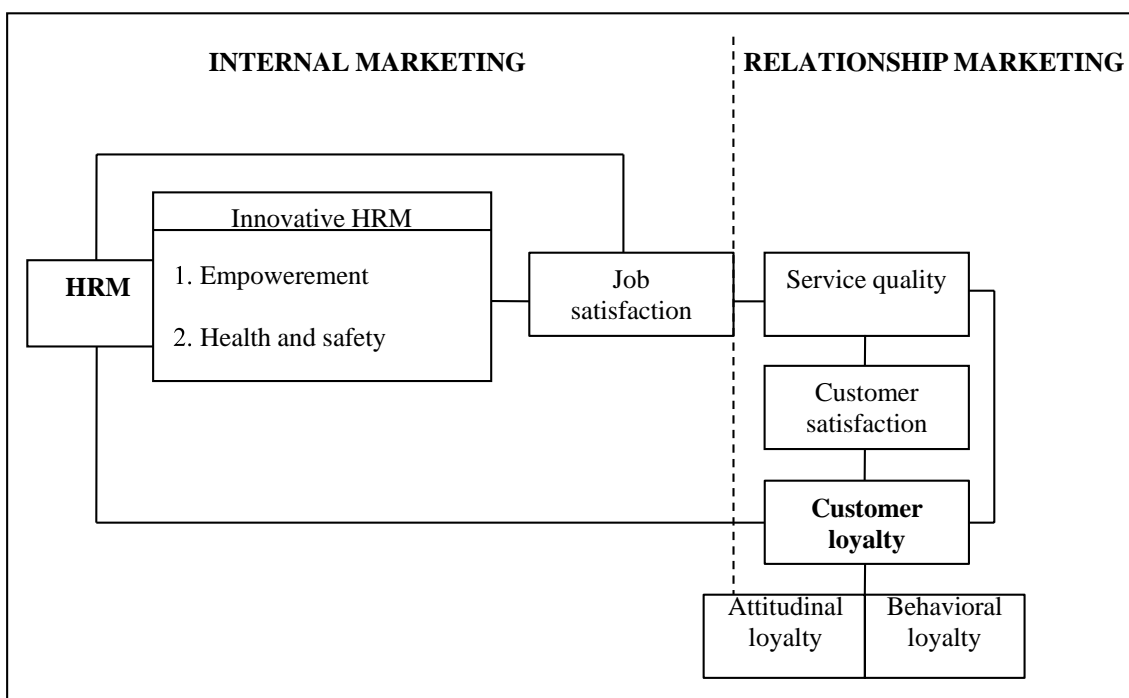 INTERNAL MARKETING
RELATIONSHIP MARKETING
Innovative HRM
HRM
1. Empowerement
2. Health and safety
Job
satisfaction
Service quality
Customer
satisfaction
Customer
loyalty
Attitudinal
loyalty
Behavioral
loyalty